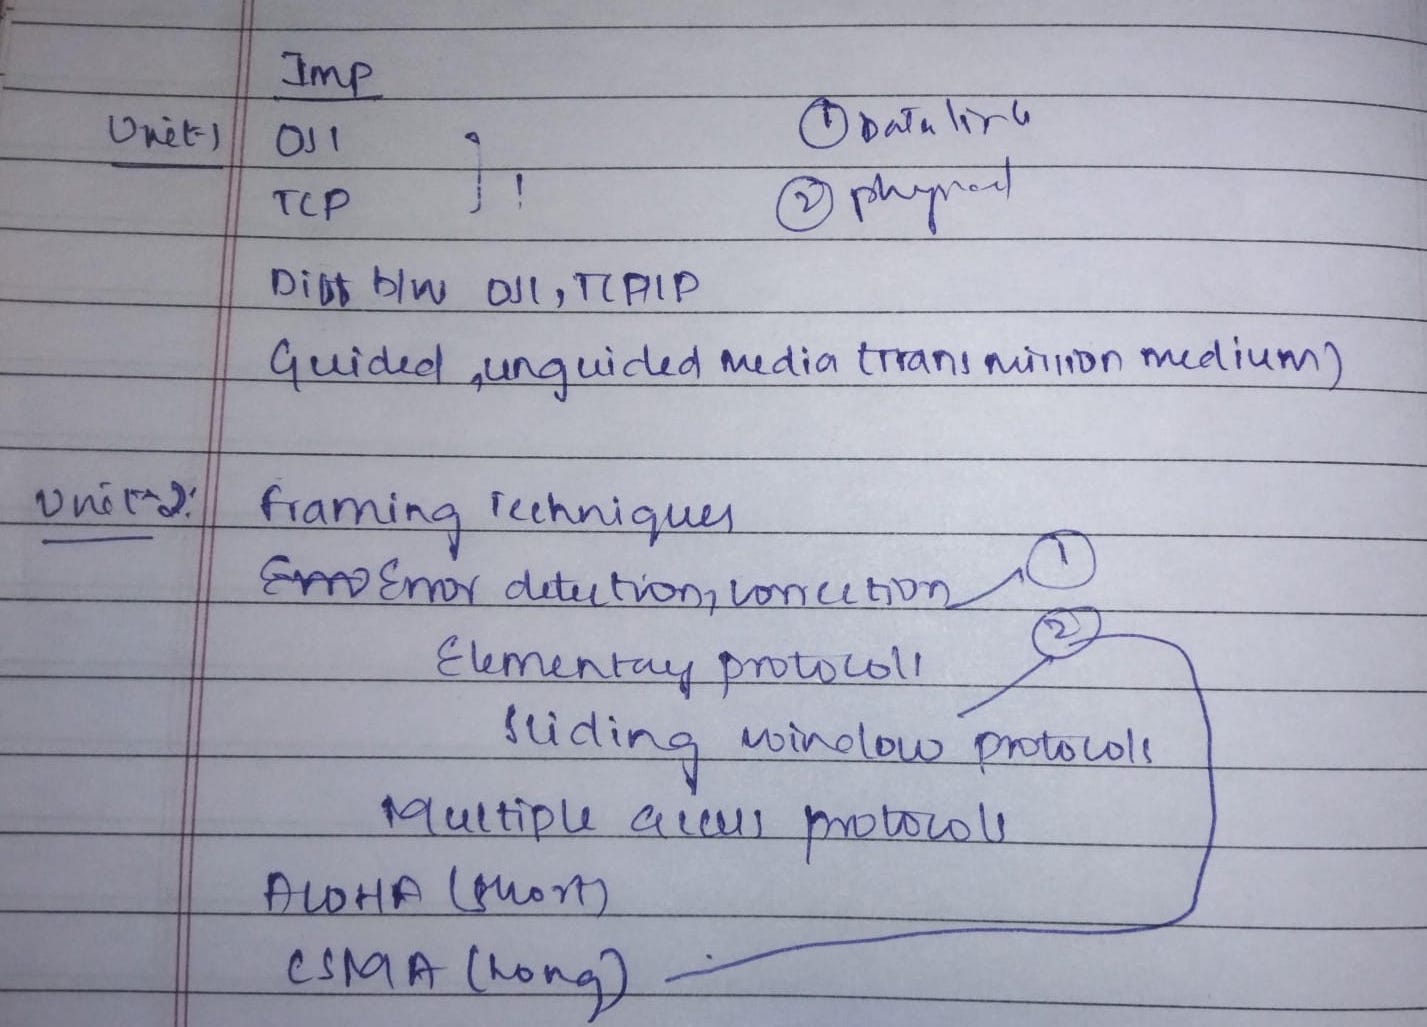 Imp
Unit-1 OSI ① Data link
TCP ! ② physical
Diff b/w OSI, TCP/IP
Guided, unguided media (transmission medium)
Unit-2: framing Techniques
Error detection, correction ①
Elementary protocols ②
Sliding window protocols
Multiple access protocols
ALOHA (short)
CSMA (Long)